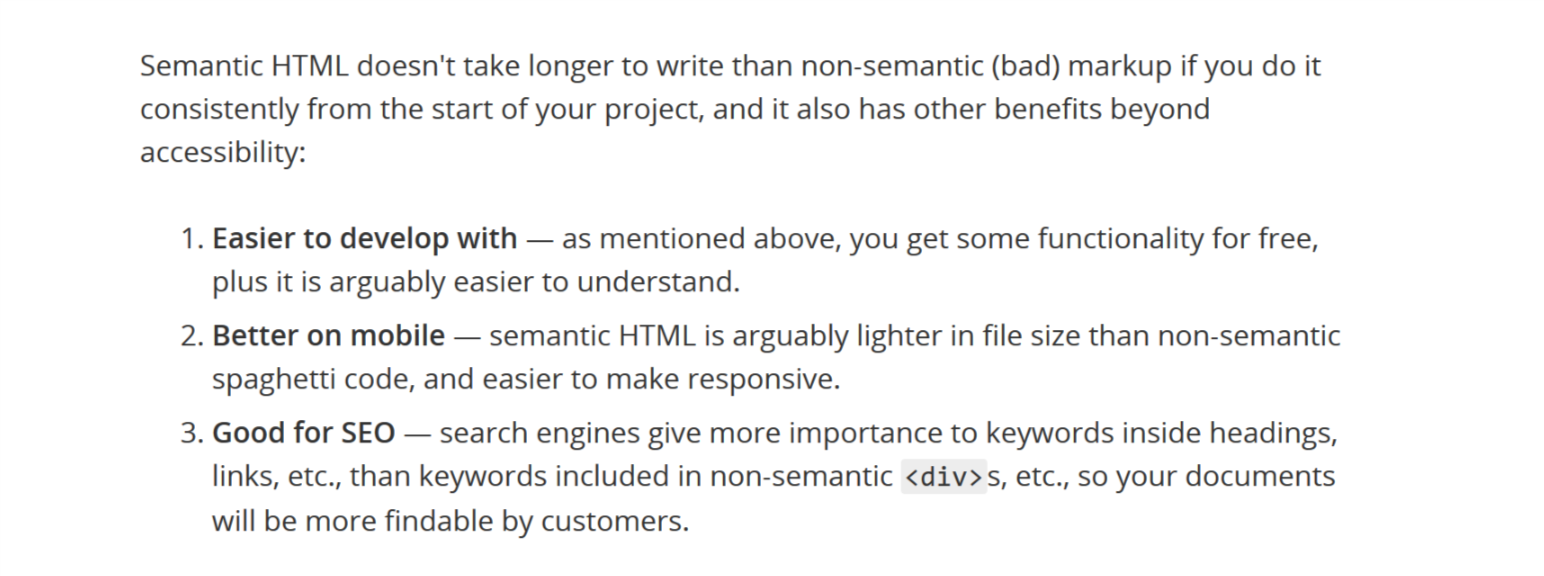 Semantic HTML doesn't take longer to write than non-semantic (bad) markup if you do it
consistently from the start of your project, and it also has other benefits beyond
accessibility:
1. Easier to develop with — as mentioned above, you get some functionality for free,
plus it is arguably easier to understand.
2. Better on mobile — semantic HTML is arguably lighter in file size than non-semantic
spaghetti code, and easier to make responsive.
3. Good for SEO — search engines give more importance to keywords inside headings,
links, etc., than keywords included in non-semantic <div>s, etc., so your documents
will be more findable by customers.